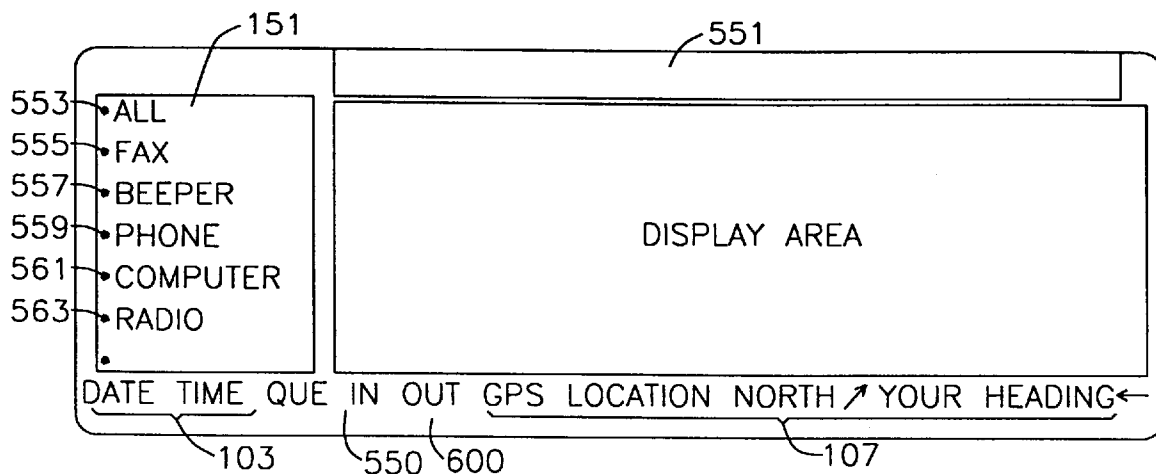 151
551
553 ALL
555 FAX
557 BEEPER
559 PHONE
561 COMPUTER
563 RADIO
DISPLAY AREA
DATE TIME QUE IN OUT GPS LOCATION NORTH ↗ YOUR HEADING ←
103 550 600 107